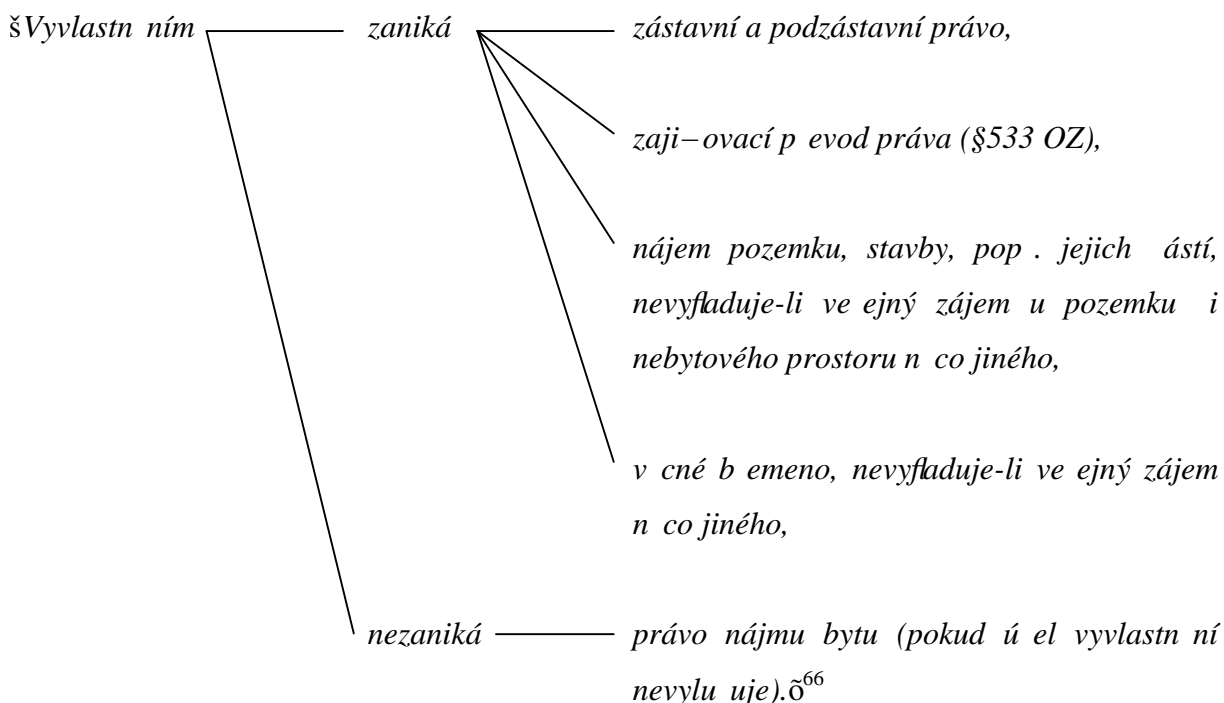 šVyvlastn ním zaniká zástavní a podzástavní právo,
zaji–ovací p evod práva (§533 OZ),
nájem pozemku, stavby, pop . jejich ástí,
nevyfladuje-li ve ejný zájem u pozemku i
nebytového prostoru n co jiného,
v cné b emeno, nevyfladuje-li ve ejný zájem
n co jiného,
nezaniká právo nájmu bytu (pokud ú el vyvlastn ní
nevylu uje).õ66